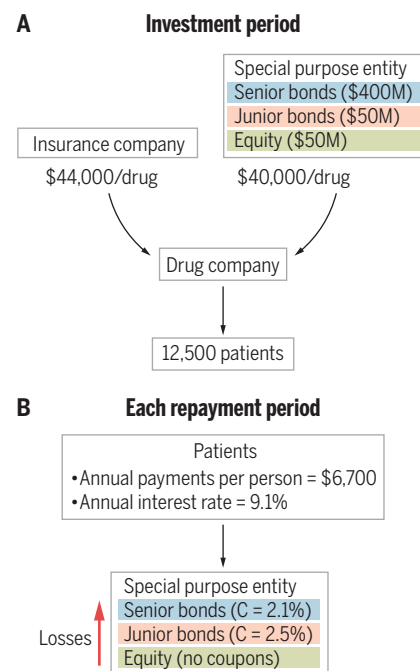 A Investment period
Special purpose entity
Senior bonds ($400M)
Junior bonds ($50M)
Equity ($50M)
Insurance company
$44,000/drug
$40,000/drug
Drug company
12,500 patients
B Each repayment period
Patients
•Annual payments per person = $6,700
•Annual interest rate = 9.1%
Special purpose entity
Senior bonds (C = 2.1%)
Junior bonds (C = 2.5%)
Equity (no coupons)
Losses